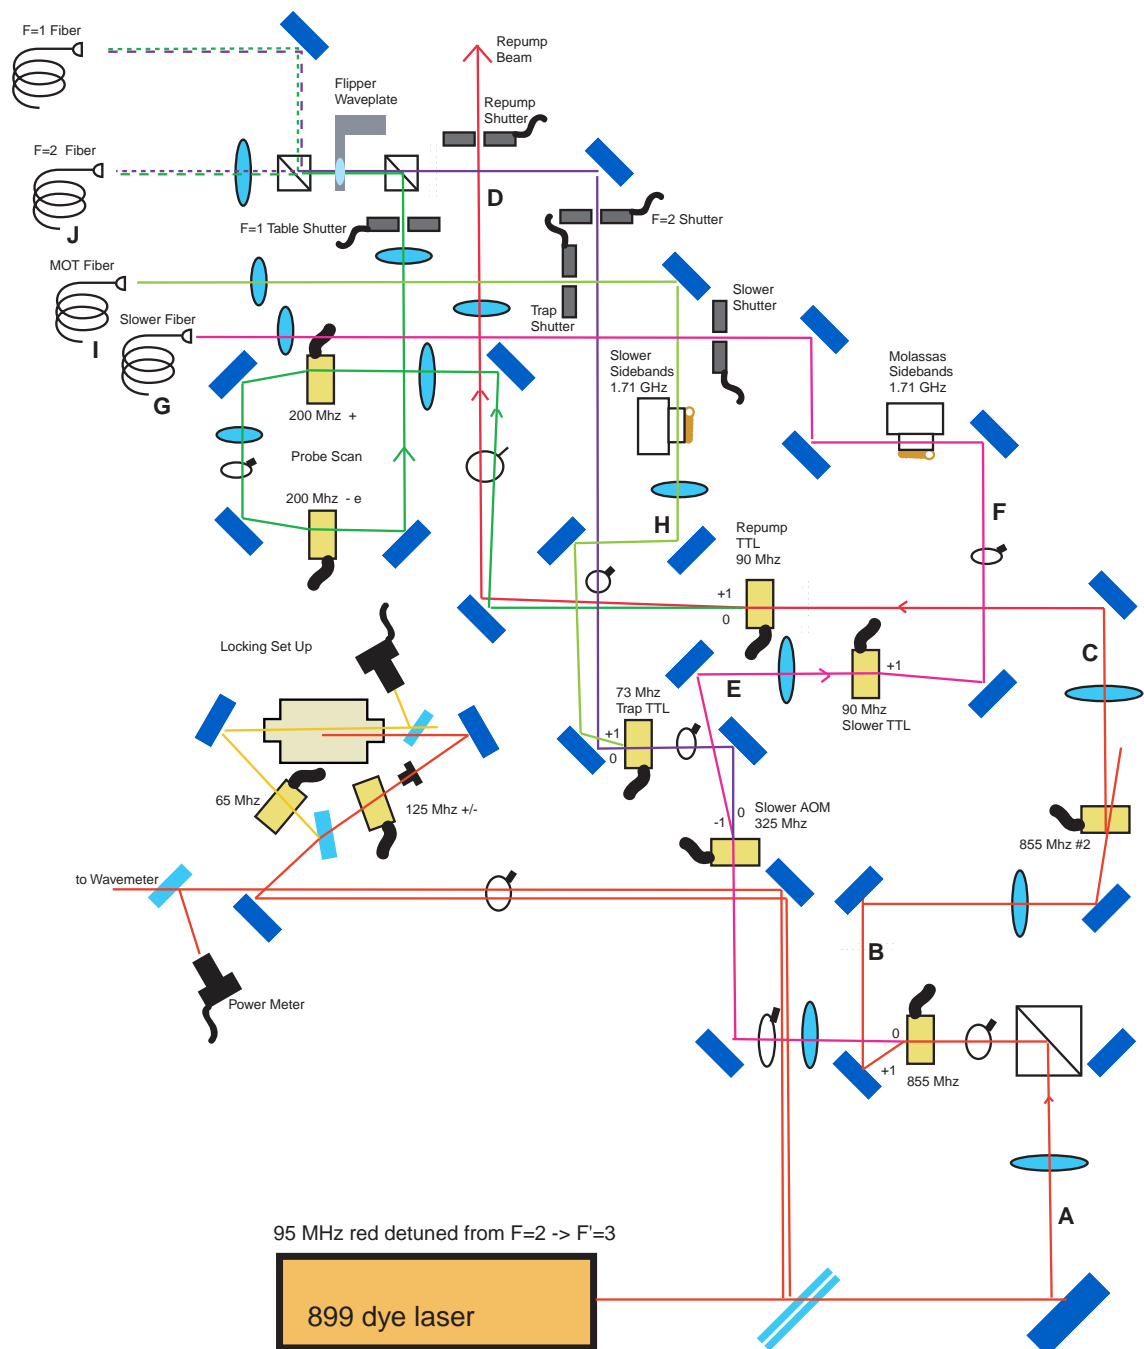 F=1 Fiber
Repump
Beam
Flipper
Waveplate
Repump
Shutter
F=2  Fiber
D
J
F=1 Table Shutter
F=2 Shutter
MOT Fiber
Slower
Shutter
Slower Fiber
Trap
Shutter
I
Slower
Sidebands
1.71 GHz
Molassas
Sidebands
1.71 GHz
G
200 Mhz  +
Probe Scan
200 Mhz  - e
H
F
Repump
TTL
90 Mhz
+1
0
Locking Set Up
C
E
+1
73 Mhz
Trap TTL
90 Mhz
Slower TTL
+1
0
65 Mhz
125 Mhz +/-
0
-1
Slower AOM
325 Mhz
855 Mhz #2
to Wavemeter
B
Power Meter
0
+1
855 Mhz
A
95 MHz red detuned from F=2 -> F'=3
899 dye laser